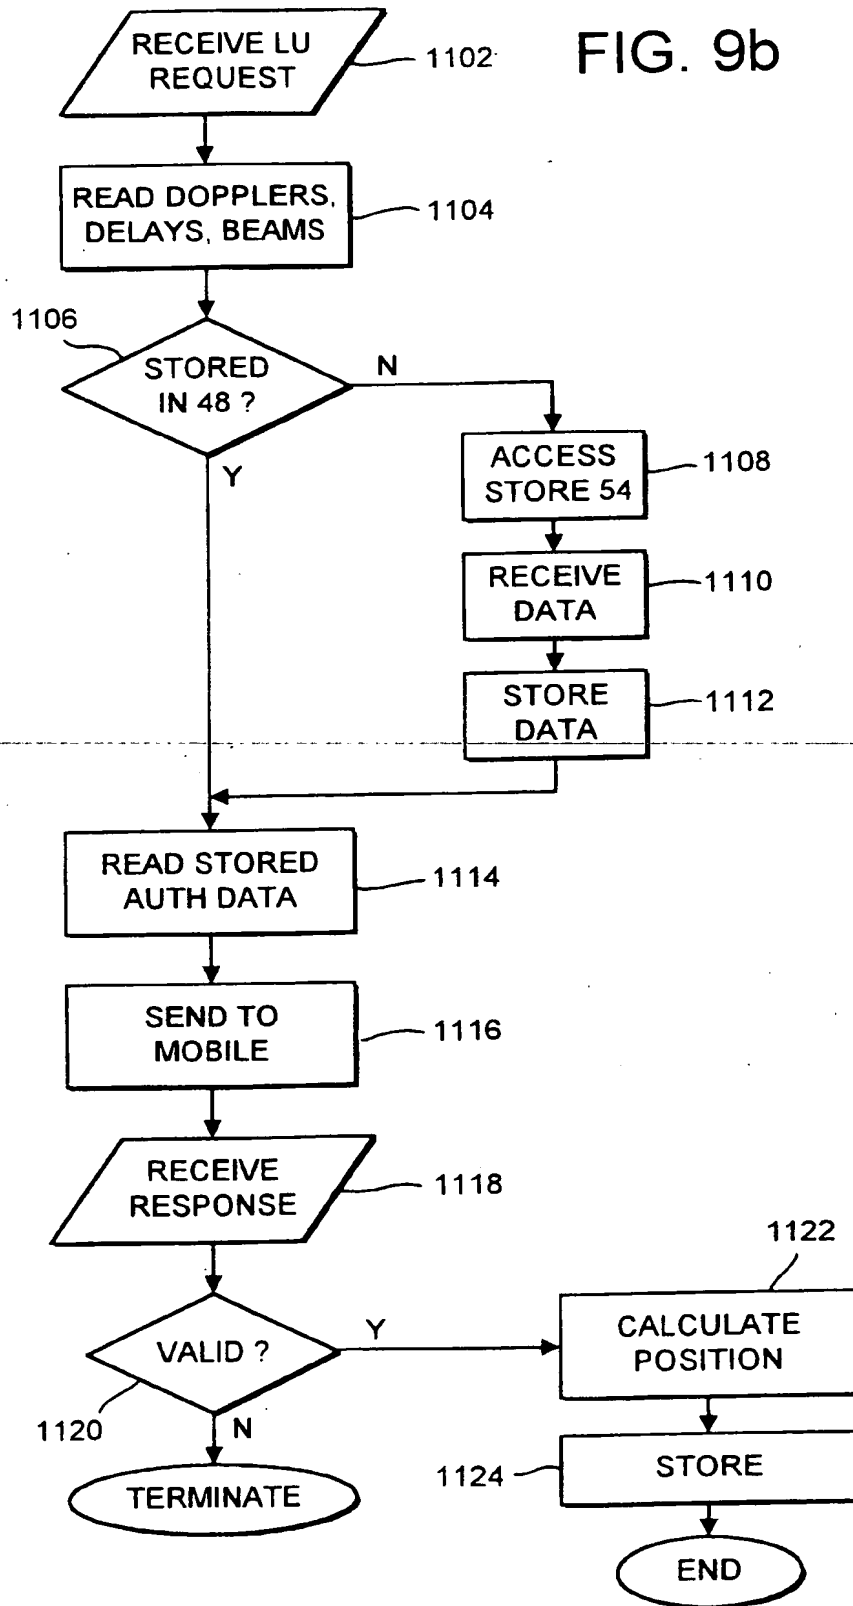 FIG. 9b
RECEIVE LU
REQUEST
1102
READ DOPPLERS,
DELAYS, BEAMS
1104
1106
STORED
IN 48 ?
N
Y
ACCESS
STORE 54
1108
RECEIVE
DATA
1110
STORE
DATA
1112
READ STORED
AUTH DATA
1114
SEND TO
MOBILE
1116
RECEIVE
RESPONSE
1118
VALID ?
Y
1120
N
TERMINATE
1122
CALCULATE
POSITION
1124
STORE
END